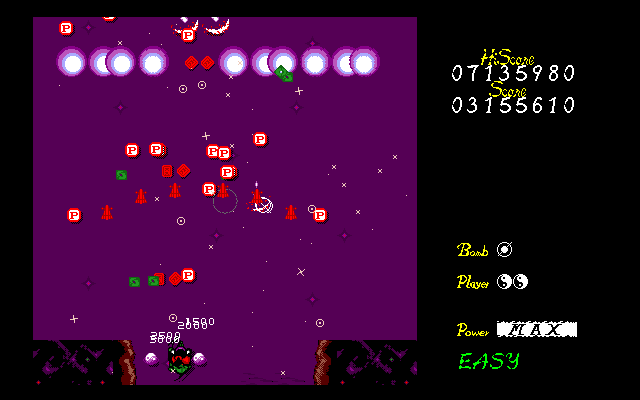 HiScore
07135980
Score
03155610
P
P
P
P
P
P
P
P
P
P
P
P
1500
2000
2500
3000
Bomb
Player
Power MAX
EASY